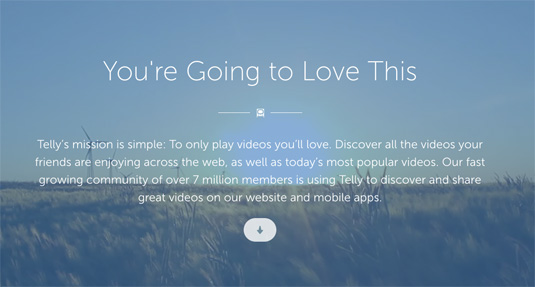 You're Going to Love This
Telly's mission is simple: To only play videos you'll love. Discover all the videos your
friends are enjoying across the web, as well as today's most popular videos. Our fast
growing community of over 7 million members is using Telly to discover and share
great videos on our website and mobile apps.